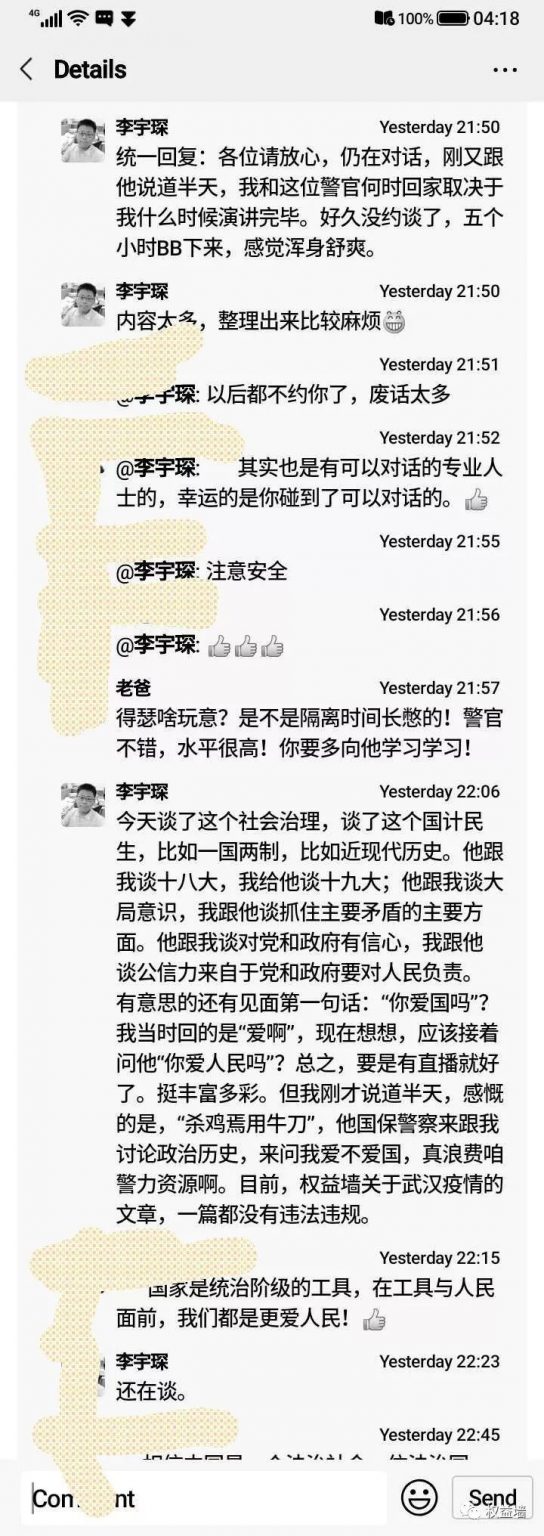 4G
100%
04:18
Details
李宇琛
Yesterday 21:50
统一回复：各位请放心，仍在对话，刚又跟
他说道半天，我和这位警官何时回家取决于
我什么时候演讲完毕。好久没约谈了，五个
小时BB下来，感觉浑身舒爽。
李宇琛
Yesterday 21:50
内容太多，整理出来比较麻烦😁
Yesterday 21:51
@李宇琛: 以后都不约你了，废话太多
Yesterday 21:52
@李宇琛: 其实也是有可以对话的专业人
士的，幸运的是你碰到了可以对话的。👍
Yesterday 21:55
@李宇琛: 注意安全
Yesterday 21:56
@李宇琛: 👍👍👍
老爸
Yesterday 21:57
得瑟啥玩意？是不是隔离时间长憋的！警官
不错，水平很高！你要多向他学习学习！
李宇琛
Yesterday 22:06
今天谈了这个社会治理，谈了这个国计民
生，比如一国两制，比如近现代历史。他跟
我谈十八大，我给他谈十九大；他跟我谈大
局意识，我跟他谈抓住主要矛盾的主要方
面。他跟我谈对党和政府有信心，我跟他
谈公信力来自于党和政府要对人民负责。
有意思的还有见面第一句话：“你爱国吗”？
我当时回的是“爱啊”，现在想想，应该接着
问他“你爱人民吗”？总之，要是有直播就好
了。挺丰富多彩。但我刚才说道半天，感慨
的是，“杀鸡焉用牛刀”，他国保警察来跟我
讨论政治历史，来问我爱不爱国，真浪费咱
警力资源啊。目前，权益墙关于武汉疫情的
文章，一篇都没有违法违规。
Yesterday 22:15
国家是统治阶级的工具，在工具与人民
面前，我们都是更爱人民！👍
李宇琛
Yesterday 22:23
还在谈。
Yesterday 22:45
Send
权益墙